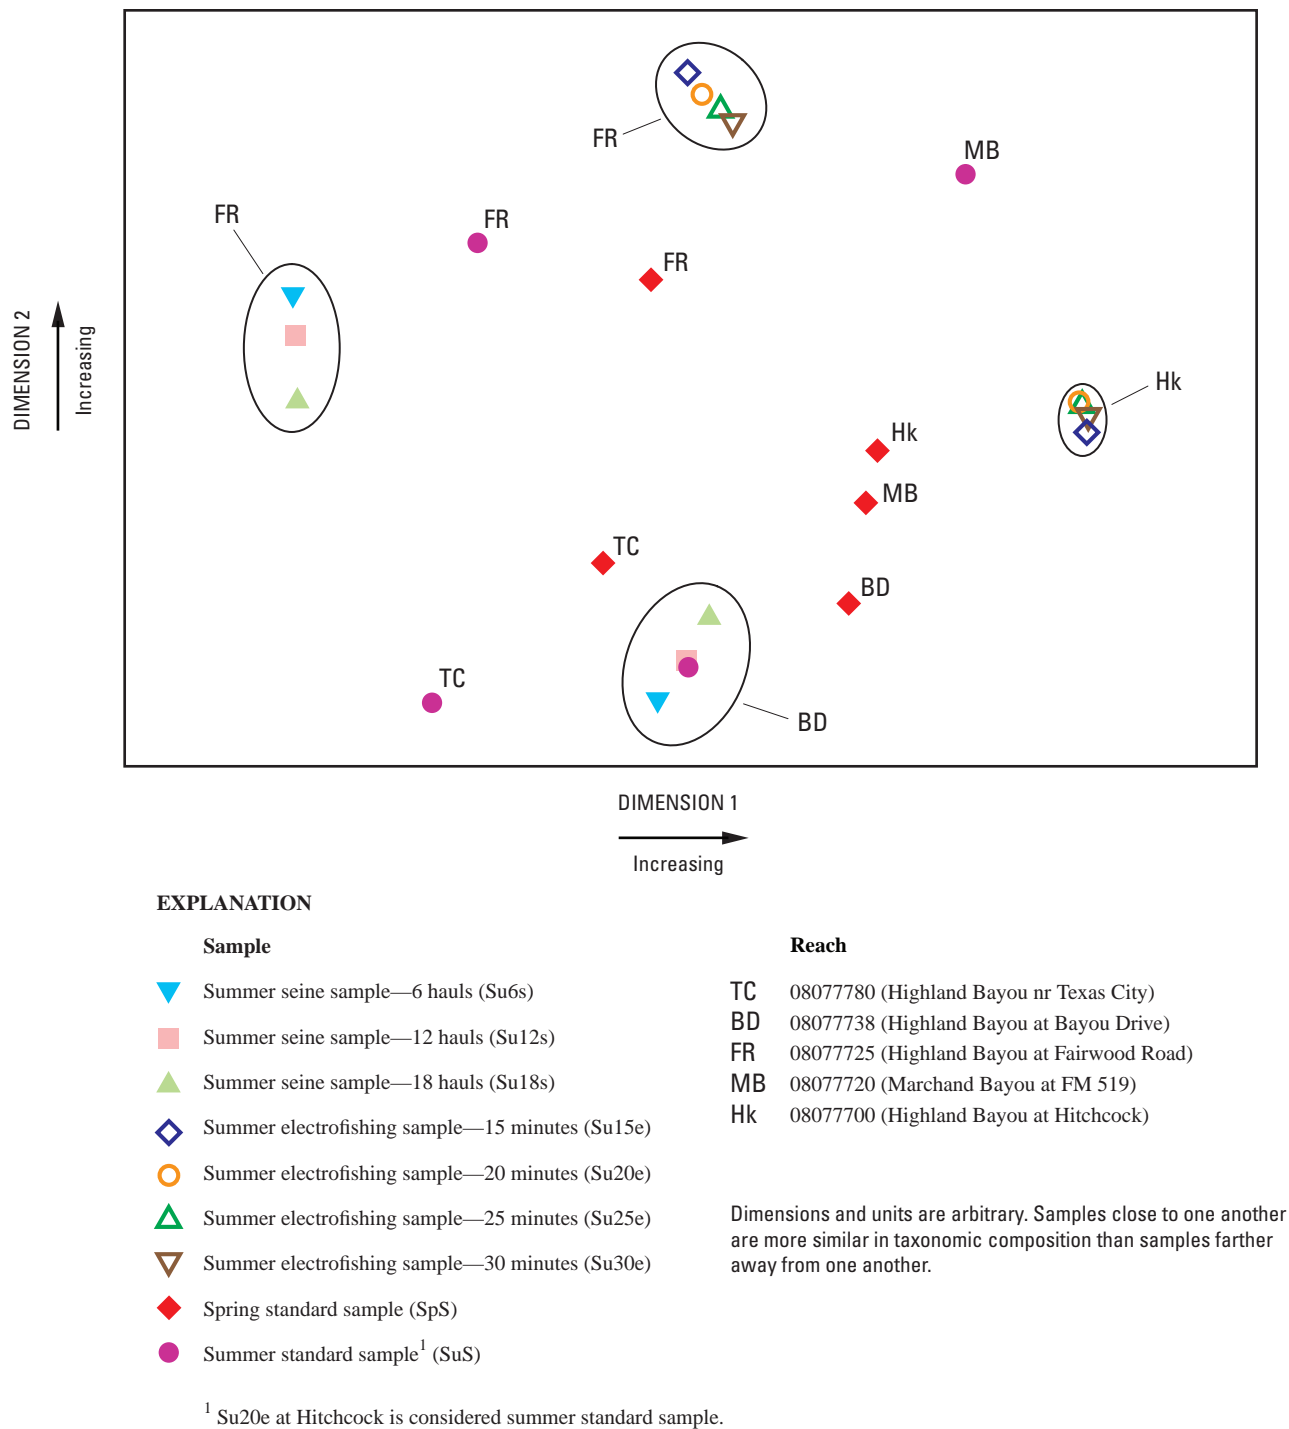 FR
MB
FR
FR
FR
Hk
Hk
MB
TC
BD
TC
BD
DIMENSION 2
Increasing
DIMENSION 1
Increasing
EXPLANATION
Sample
Summer seine sample—6 hauls (Su6s)
Summer seine sample—12 hauls (Su12s)
Summer seine sample—18 hauls (Su18s)
Summer electrofishing sample—15 minutes (Su15e)
Summer electrofishing sample—20 minutes (Su20e)
Summer electrofishing sample—25 minutes (Su25e)
Summer electrofishing sample—30 minutes (Su30e)
Spring standard sample (SpS)
Summer standard sample¹ (SuS)
¹ Su20e at Hitchcock is considered summer standard sample.
Reach
TC 08077780 (Highland Bayou nr Texas City)
BD 08077738 (Highland Bayou at Bayou Drive)
FR 08077725 (Highland Bayou at Fairwood Road)
MB 08077720 (Marchand Bayou at FM 519)
Hk 08077700 (Highland Bayou at Hitchcock)
Dimensions and units are arbitrary. Samples close to one another
are more similar in taxonomic composition than samples farther
away from one another.